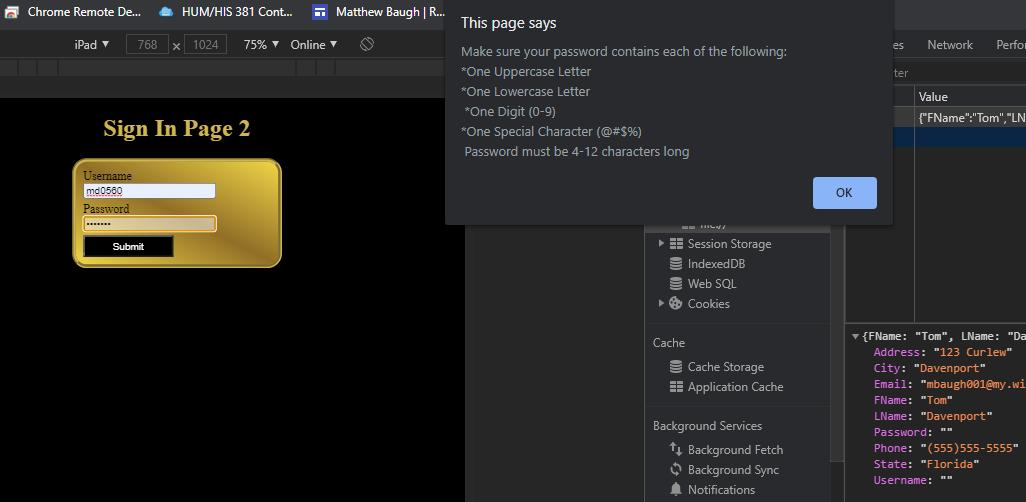 Chrome Remote De...
HUM/HIS 381 Cont...
Matthew Baugh | R...
iPad ▼ 768 × 1024 75% ▼ Online ▼
Sign In Page 2
Username
md0560
Password
•••••••
Submit
This page says
Make sure your password contains each of the following:
*One Uppercase Letter
*One Lowercase Letter
*One Digit (0-9)
*One Special Character (@#$%)
Password must be 4-12 characters long
OK
Network
Value
{"FName":"Tom","LN
Session Storage
IndexedDB
Web SQL
Cookies
Cache
Cache Storage
Application Cache
Background Services
Background Fetch
Background Sync
Notifications
▼{FName: "Tom", LName: "Da
Address: "123 Curlew"
City: "Davenport"
Email: "mbaugh001@my.wi
FName: "Tom"
LName: "Davenport"
Password: ""
Phone: "(555)555-5555"
State: "Florida"
Username: ""